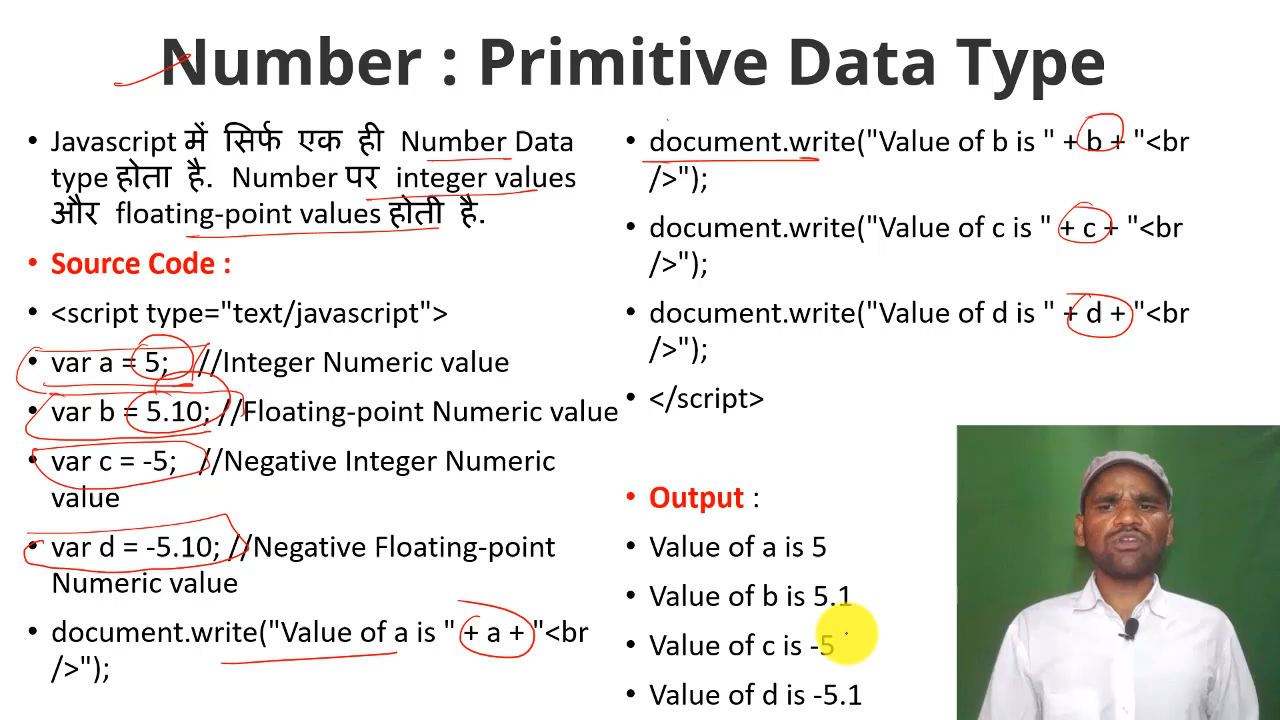 Number : Primitive Data Type
• Javascript में सिर्फ एक ही Number Data
type होता है. Number पर integer values
और floating-point values होती है.
• Source Code :
• <script type="text/javascript">
• var a = 5; //Integer Numeric value
• var b = 5.10; //Floating-point Numeric value
• var c = -5; //Negative Integer Numeric
value
• var d = -5.10; //Negative Floating-point
Numeric value
• document.write("Value of a is " + a + "<br
/>");
• document.write("Value of b is " + b + "<br
/>");
• document.write("Value of c is " + c + "<br
/>");
• document.write("Value of d is " + d + "<br
/>");
• </script>
• Output :
• Value of a is 5
• Value of b is 5.1
• Value of c is -5
• Value of d is -5.1